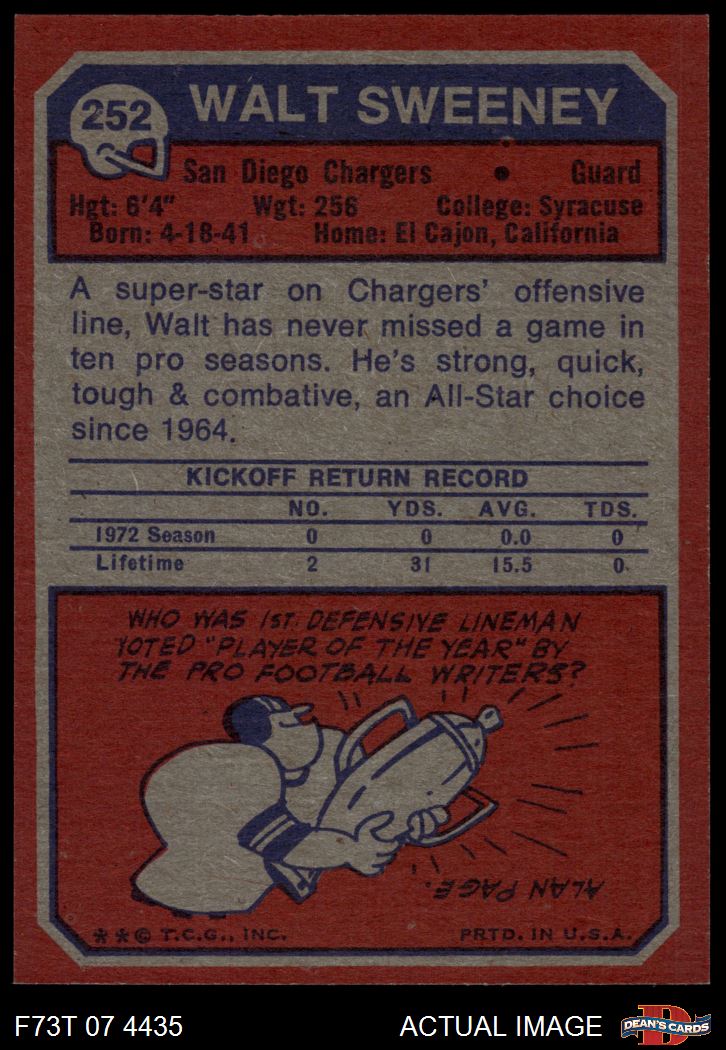 252
WALT SWEENEY
San Diego Chargers • Guard
Hgt: 6'4" Wgt: 256 College: Syracuse
Born: 4-18-41 Home: El Cajon, California
A super-star on Chargers' offensive
line, Walt has never missed a game in
ten pro seasons. He's strong, quick,
tough & combative, an All-Star choice
since 1964.
KICKOFF RETURN RECORD
NO. YDS. AVG. TDS.
1972 Season 0 0 0.0 0
Lifetime 2 31 15.5 0
WHO WAS 1ST. DEFENSIVE LINEMAN
VOTED "PLAYER OF THE YEAR" BY
THE PRO FOOTBALL WRITERS?
ALAN PAGE.
**© T.C.G., INC. PRTD. IN U.S.A.
F73T 07 4435 ACTUAL IMAGE
D
DEAN'S CARDS